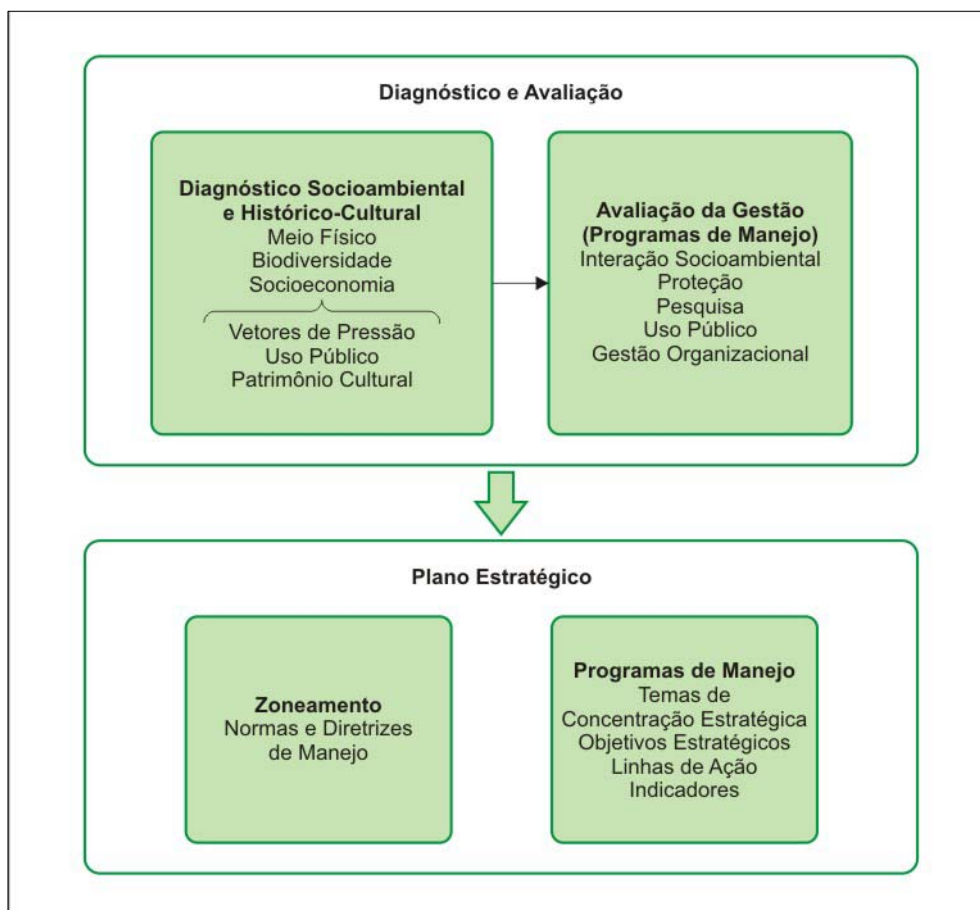 Diagnóstico e Avaliação
Diagnóstico Socioambiental
e Histórico-Cultural
Meio Físico
Biodiversidade
Socioeconomia
Vetores de Pressão
Uso Público
Patrimônio Cultural
Avaliação da Gestão
(Programas de Manejo)
Interação Socioambiental
Proteção
Pesquisa
Uso Público
Gestão Organizacional
Plano Estratégico
Zoneamento
Normas e Diretrizes
de Manejo
Programas de Manejo
Temas de
Concentração Estratégica
Objetivos Estratégicos
Linhas de Ação
Indicadores